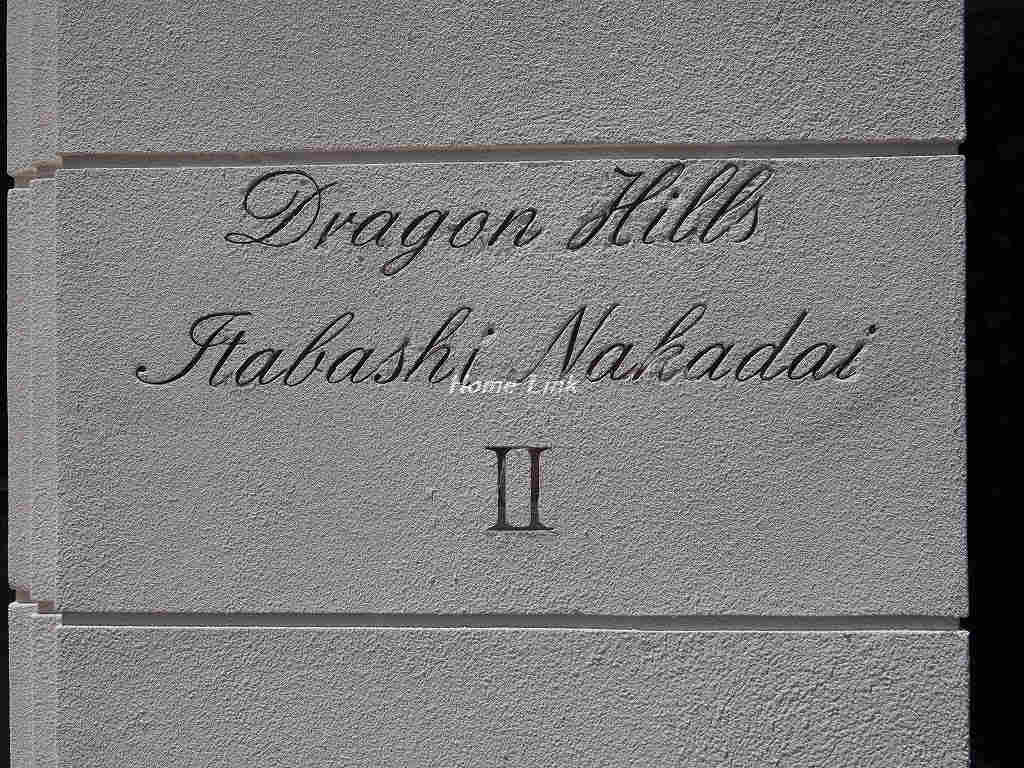 Dragon Hills
Itabashi Nakadai
Home Link
II